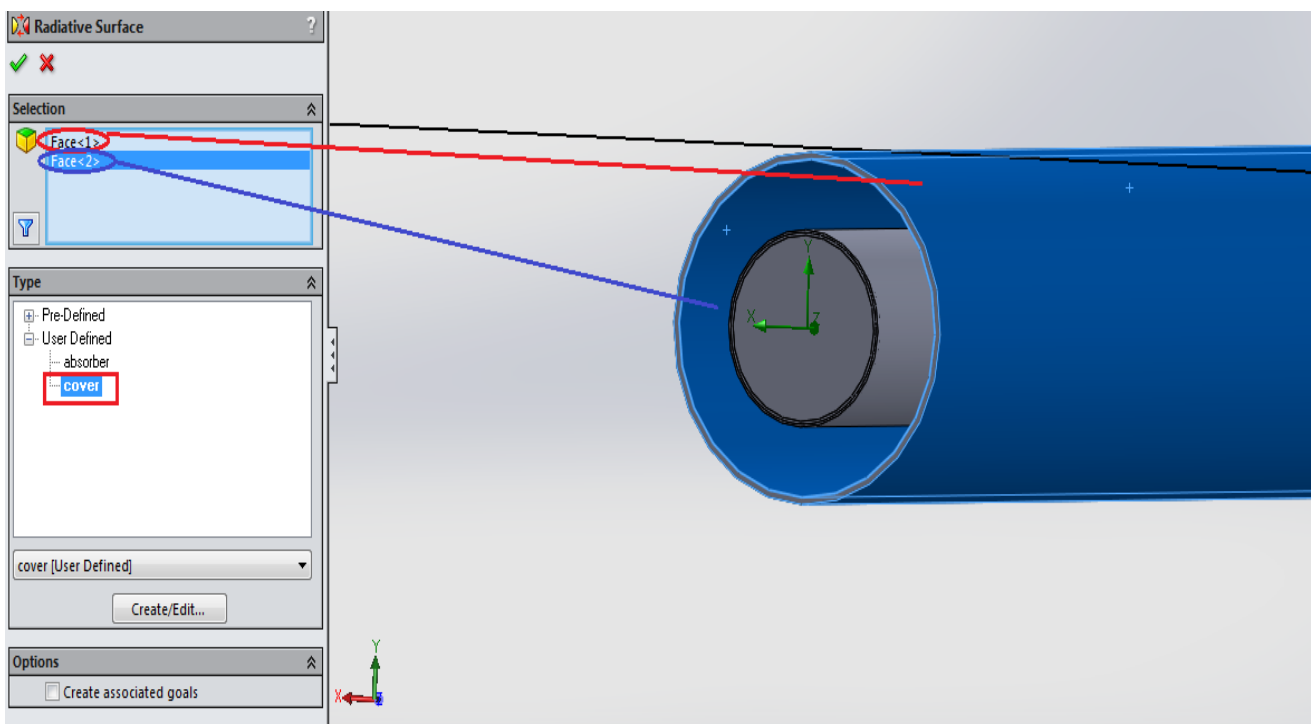 Radiative Surface ?
Selection
Face<1>
Face<2>
Type
Pre-Defined
User Defined
absorber
cover
cover [User Defined]
Create/Edit...
Options
Create associated goals
Y
X
Z
Y
X
Z